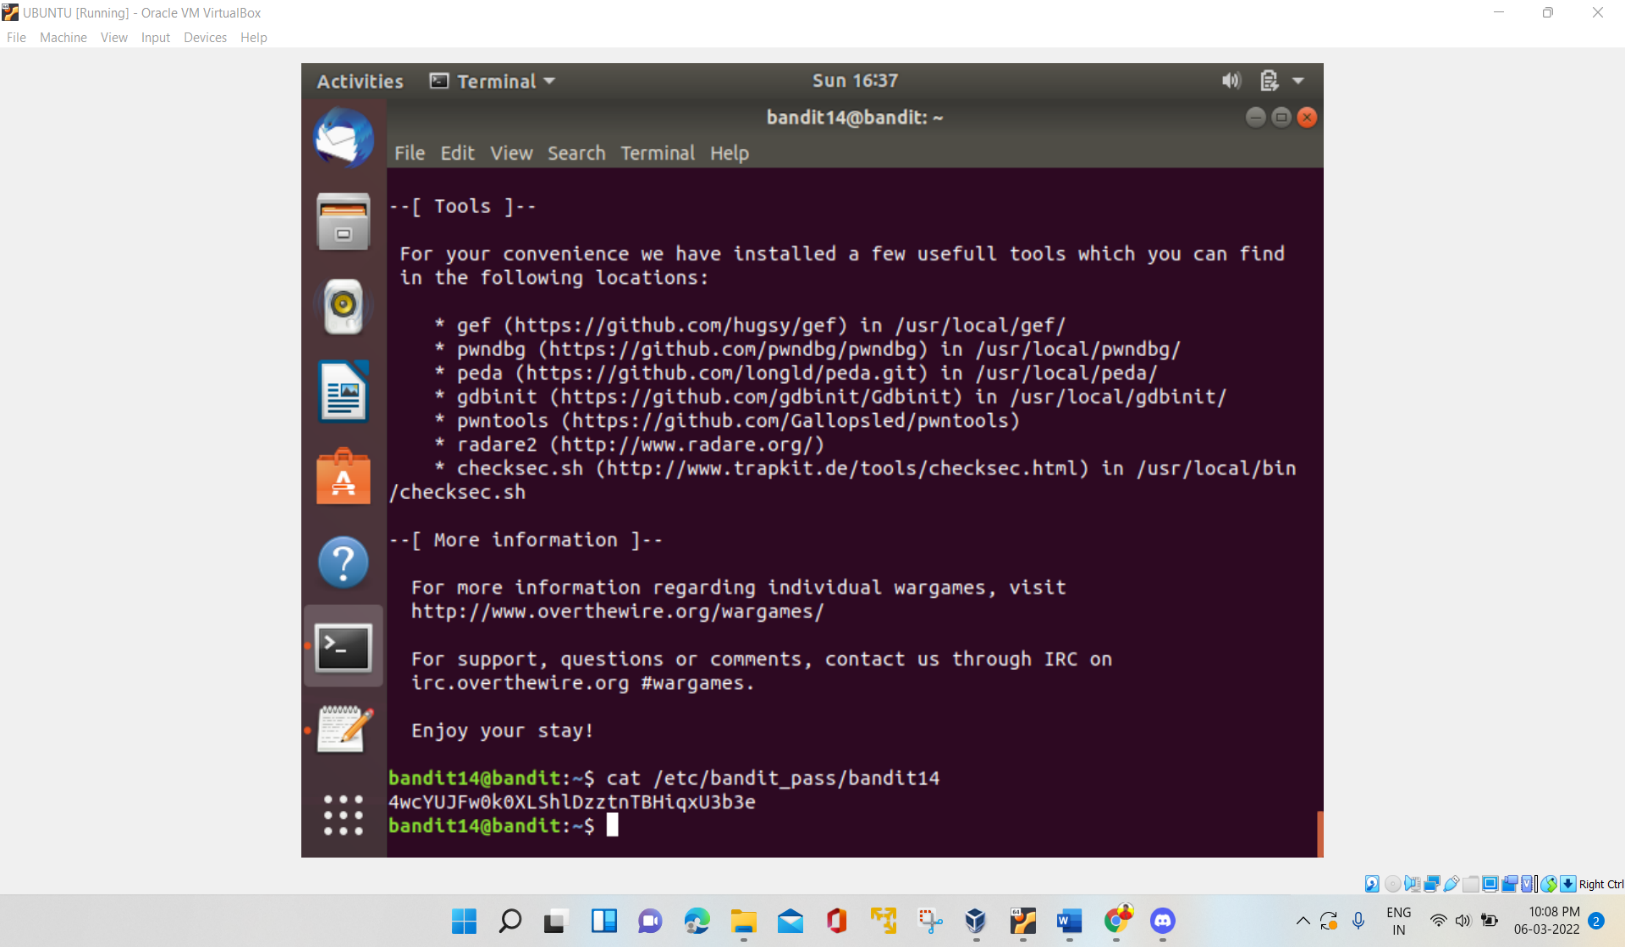 UBUNTU [Running] - Oracle VM VirtualBox
File Machine View Input Devices Help
Activities Terminal Sun 16:37
bandit14@bandit: ~
File Edit View Search Terminal Help
--[ Tools ]--
For your convenience we have installed a few usefull tools which you can find
in the following locations:
* gef (https://github.com/hugsy/gef) in /usr/local/gef/
* pwndbg (https://github.com/pwndbg/pwndbg) in /usr/local/pwndbg/
* peda (https://github.com/longld/peda.git) in /usr/local/peda/
* gdbinit (https://github.com/gdbinit/Gdbinit) in /usr/local/gdbinit/
* pwntools (https://github.com/Gallopsled/pwntools)
* radare2 (http://www.radare.org/)
* checksec.sh (http://www.trapkit.de/tools/checksec.html) in /usr/local/bin
/checksec.sh
--[ More information ]--
For more information regarding individual wargames, visit
http://www.overthewire.org/wargames/
For support, questions or comments, contact us through IRC on
irc.overthewire.org #wargames.
Enjoy your stay!
bandit14@bandit:~$ cat /etc/bandit_pass/bandit14
4wcYUJFw0k0XLShlDzztnTBHiqxU3b3e
bandit14@bandit:~$
Right Ctrl
ENG
IN
10:08 PM
06-03-2022
2